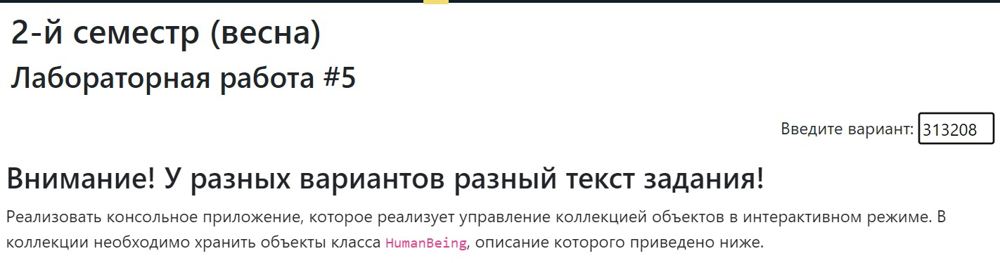 2-й семестр (весна)
Лабораторная работа #5
Введите вариант: 313208
Внимание! У разных вариантов разный текст задания!
Реализовать консольное приложение, которое реализует управление коллекцией объектов в интерактивном режиме. В
коллекции необходимо хранить объекты класса HumanBeing, описание которого приведено ниже.